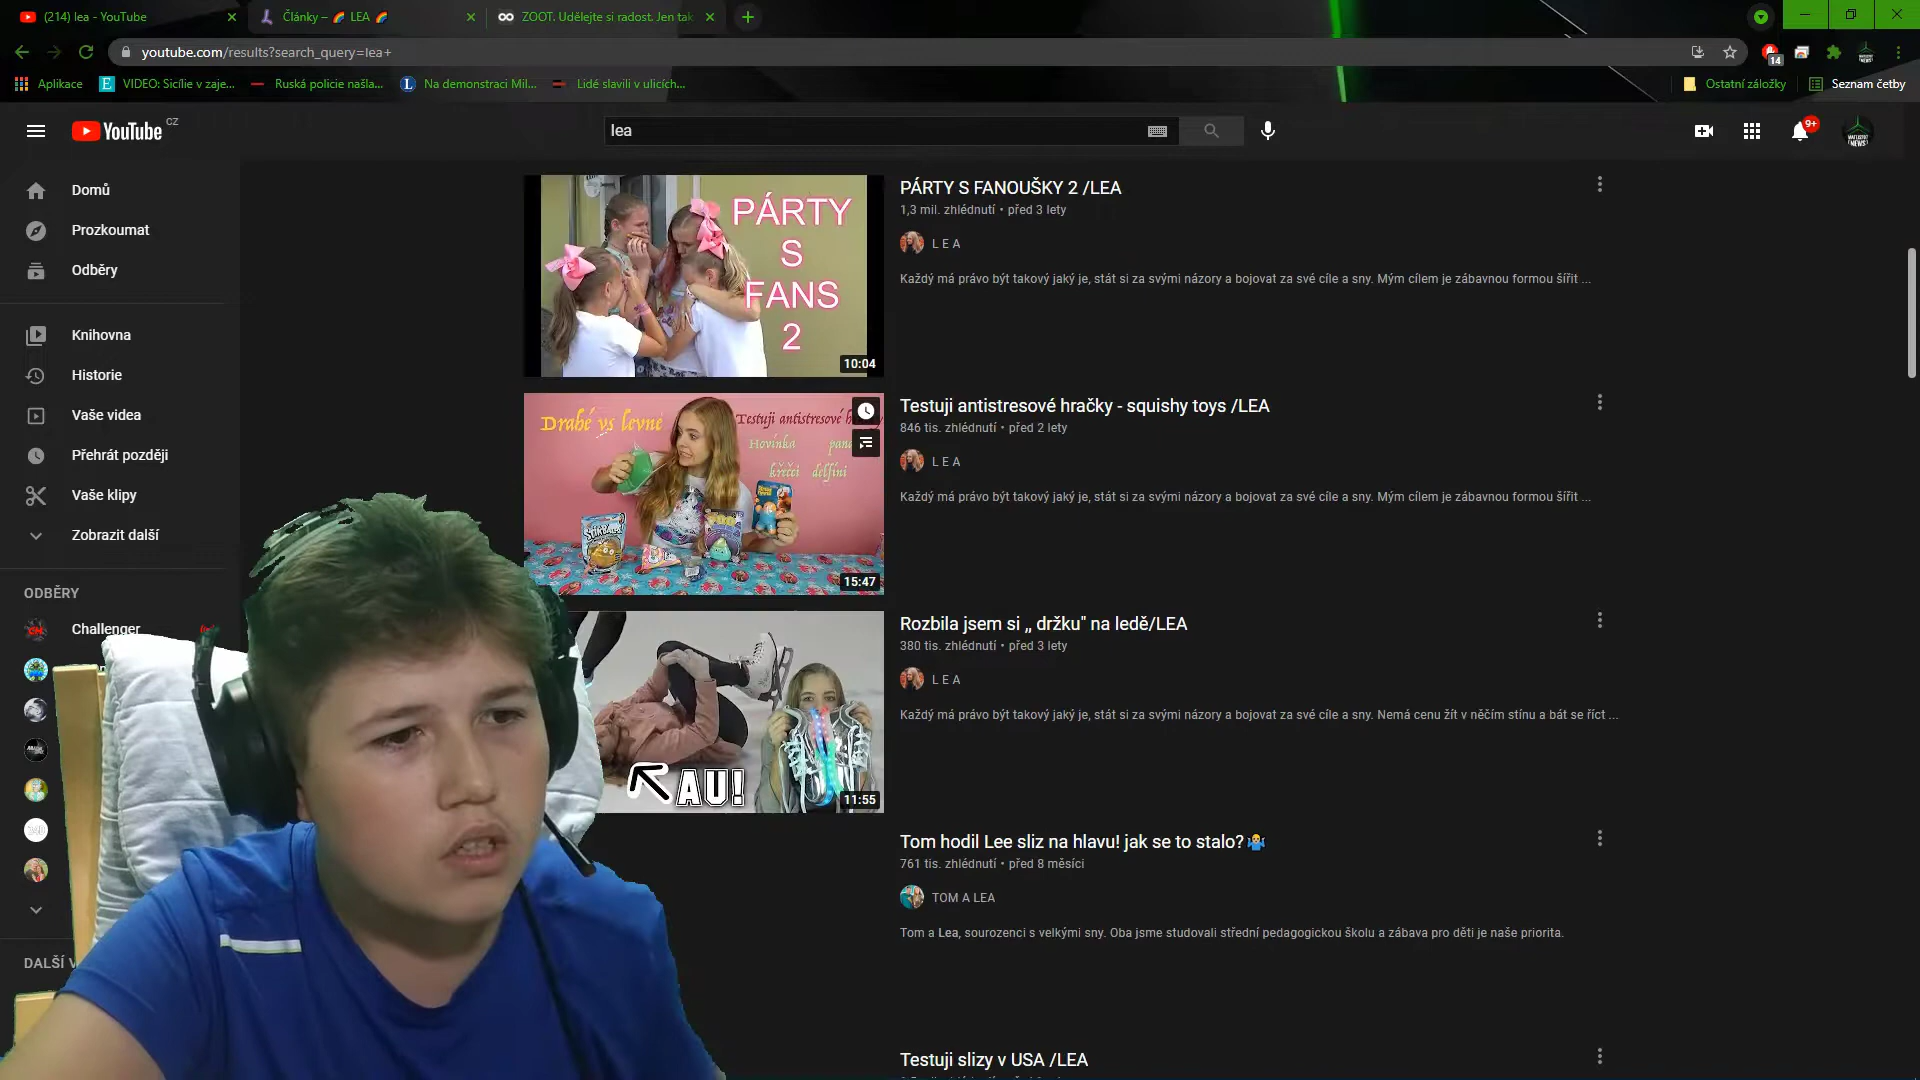 (214) lea - YouTube
Články – 🌈 LEA 🌈
ZOOT. Udělejte si radost. Jen tak
youtube.com/results?search_query=lea+
14
Aplikace
VIDEO: Sicílie v zaje...
Ruská policie našla...
Na demonstraci Mil...
Lidé slavili v ulicích...
Ostatní záložky
Seznam četby
YouTube CZ
lea
9+
Domů
Prozkoumat
Odběry
Knihovna
Historie
Vaše videa
Přehrát později
Vaše klipy
Zobrazit další
ODBĚRY
Challenger
DALŠÍ V
PÁRTY
S
FANS
2
10:04
PÁRTY S FANOUŠKY 2 /LEA
1,3 mil. zhlédnutí • před 3 lety
L E A
Každý má právo být takový jaký je, stát si za svými názory a bojovat za své cíle a sny. Mým cílem je zábavnou formou šířit ...
Drahé vs levné
Testuji antistresové h
Hovínka
křečci delfíni
15:47
Testuji antistresové hračky - squishy toys /LEA
846 tis. zhlédnutí • před 2 lety
L E A
Každý má právo být takový jaký je, stát si za svými názory a bojovat za své cíle a sny. Mým cílem je zábavnou formou šířit ...
AU!
11:55
Rozbila jsem si ,, držku" na ledě/LEA
380 tis. zhlédnutí • před 3 lety
L E A
Každý má právo být takový jaký je, stát si za svými názory a bojovat za své cíle a sny. Nemá cenu žít v něčím stínu a bát se říct ...
Tom hodil Lee sliz na hlavu! jak se to stalo?🤷
761 tis. zhlédnutí • před 8 měsíci
TOM A LEA
Tom a Lea, sourozenci s velkými sny. Oba jsme studovali střední pedagogickou školu a zábava pro děti je naše priorita.
Testuji slizy v USA /LEA